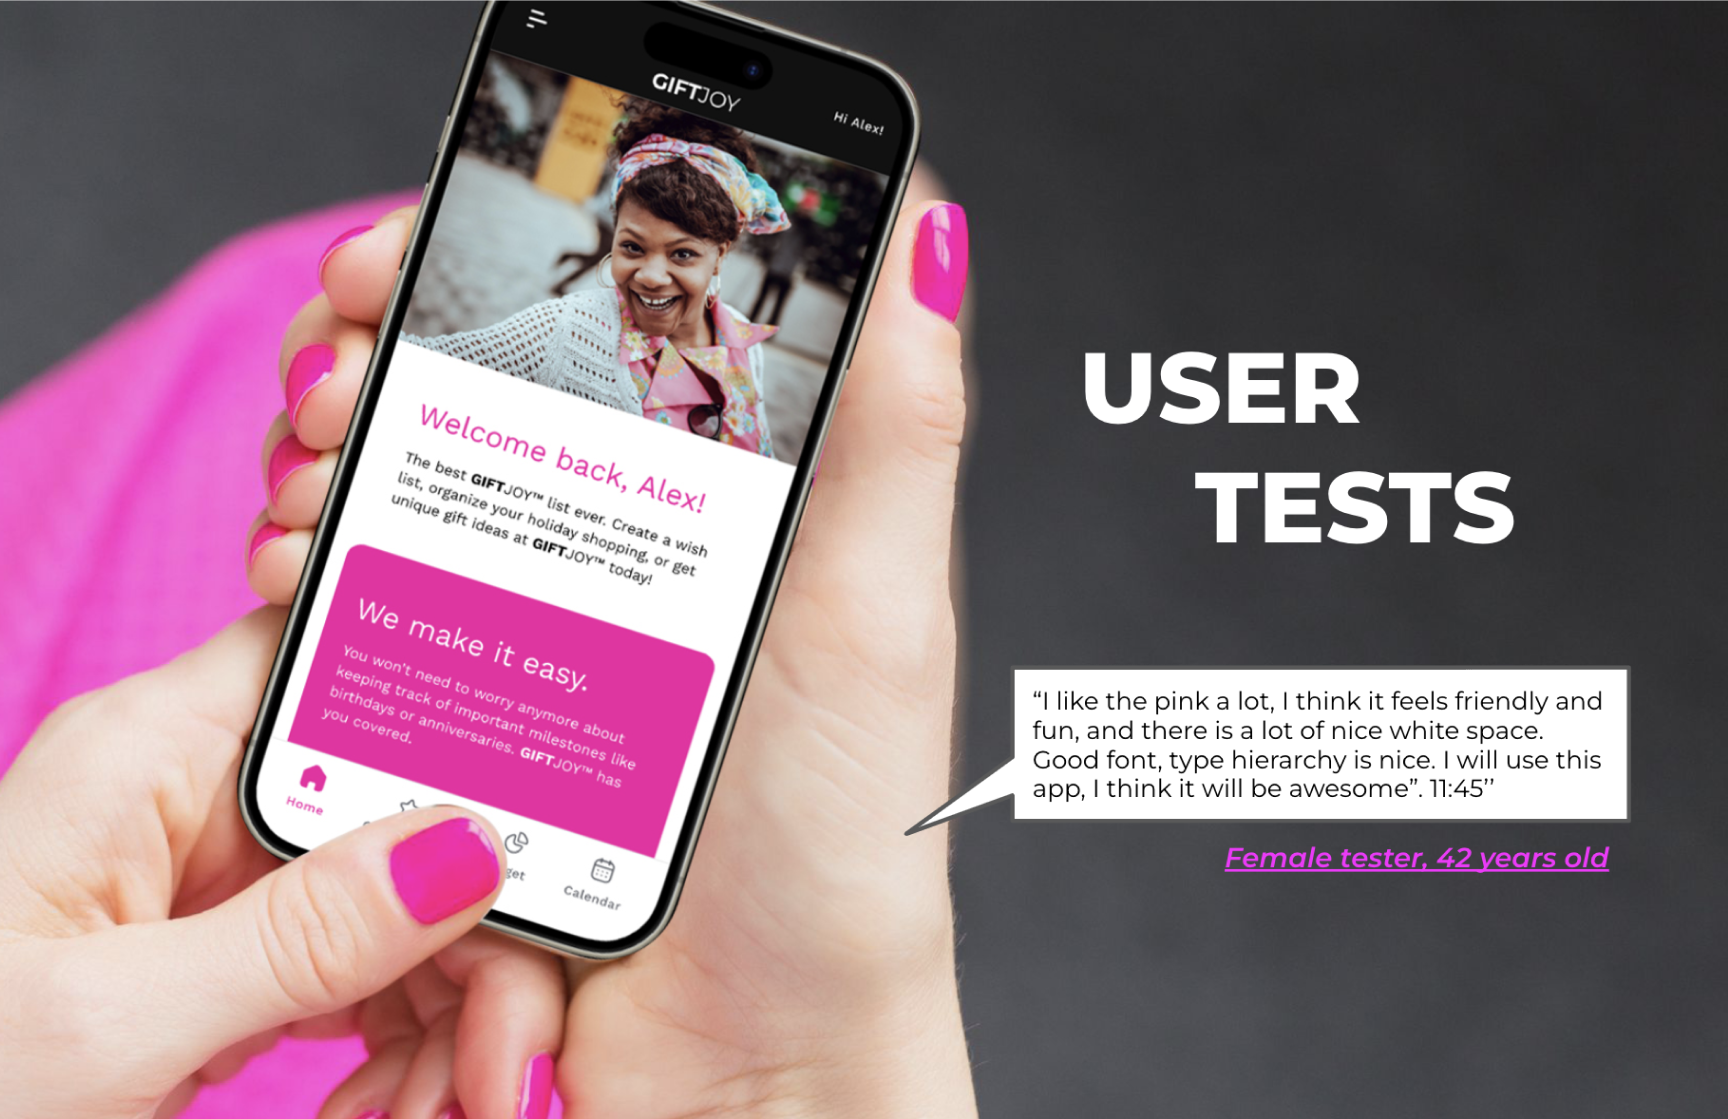 GIFTJOY
Hi Alex!
Welcome back, Alex!
The best GIFTJOY™ list ever. Create a wish
list, organize your holiday shopping, or get
unique gift ideas at GIFTJOY™ today!
We make it easy.
You won't need to worry anymore about
keeping track of important milestones like
birthdays or anniversaries. GIFTJOY™ has
you covered.
Home
Calendar
USER
TESTS
“I like the pink a lot, I think it feels friendly and
fun, and there is a lot of nice white space.
Good font, type hierarchy is nice. I will use this
app, I think it will be awesome”. 11:45’’
Female tester, 42 years old